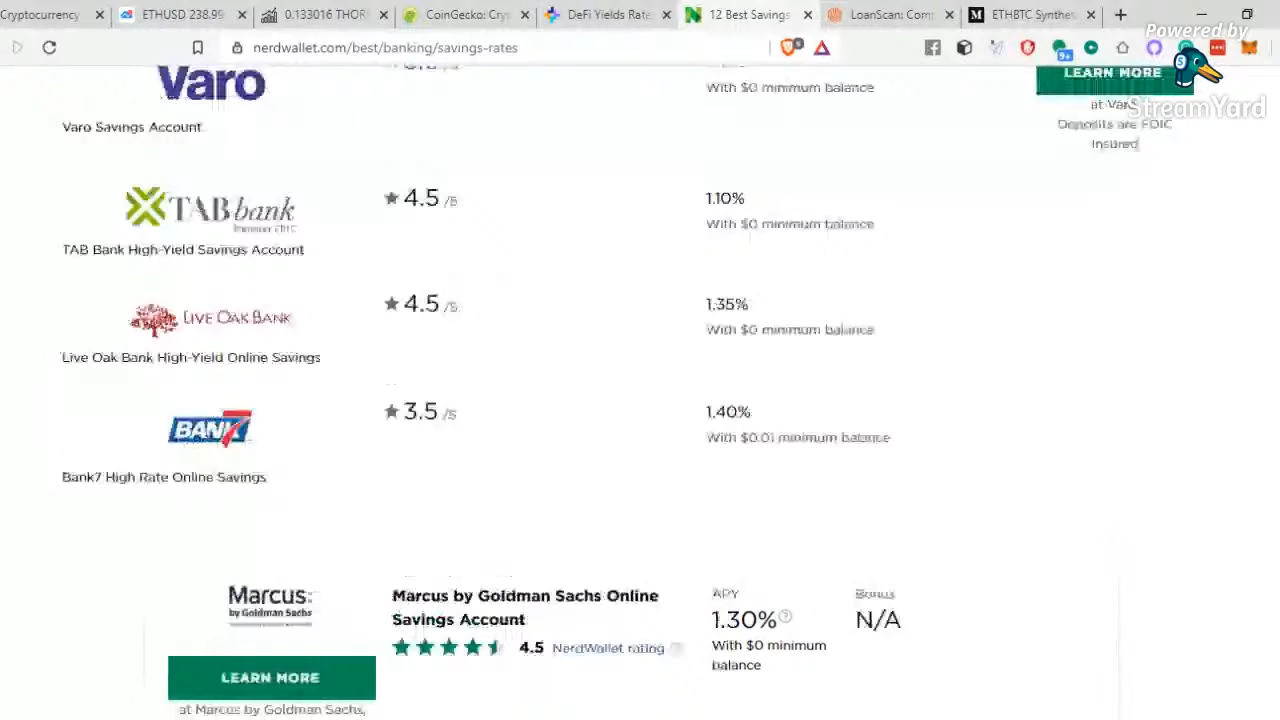 Cryptocurrency
ETHUSD 238.99
0.133016 THOR
CoinGecko: Cry
DeFi Yields Rate
12 Best Savings
LoanScan: Com
ETHBTC Synthe
nerdwallet.com/best/banking/savings-rates
Powered by
StreamYard
Varo
With $0 minimum balance
LEARN MORE
at Varo,
Deposits are FDIC
Insured
Varo Savings Account
TAB bank
4.5 /5
1.10%
With $0 minimum balance
TAB Bank High-Yield Savings Account
LIVE OAK BANK
4.5 /5
1.35%
With $0 minimum balance
Live Oak Bank High-Yield Online Savings
BANK7
3.5 /5
1.40%
With $0.01 minimum balance
Bank7 High Rate Online Savings
Marcus:
by Goldman Sachs
Marcus by Goldman Sachs Online
Savings Account
4.5 NerdWallet rating
APY
1.30%
With $0 minimum
balance
Bonus
N/A
LEARN MORE
at Marcus by Goldman Sachs,